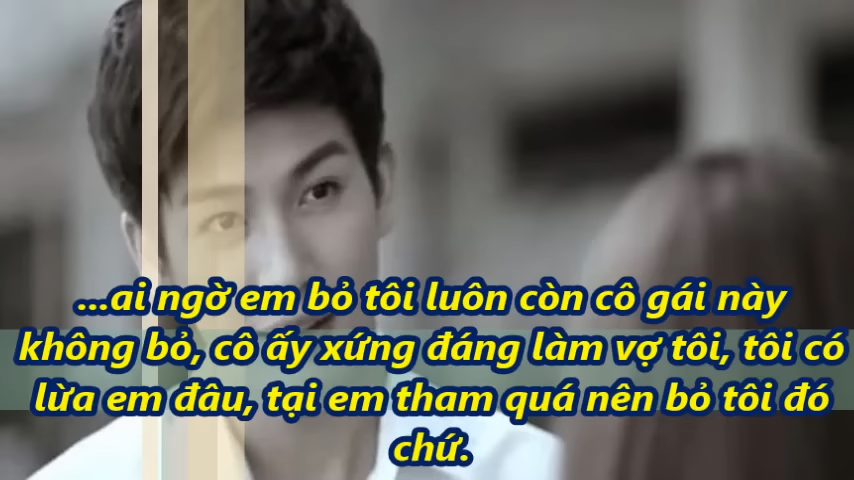 ...ai ngờ em bỏ tôi luôn còn cô gái này
không bỏ, cô ấy xứng đáng làm vợ tôi, tôi có
lừa em đâu, tại em tham quá nên bỏ tôi đó
chứ.